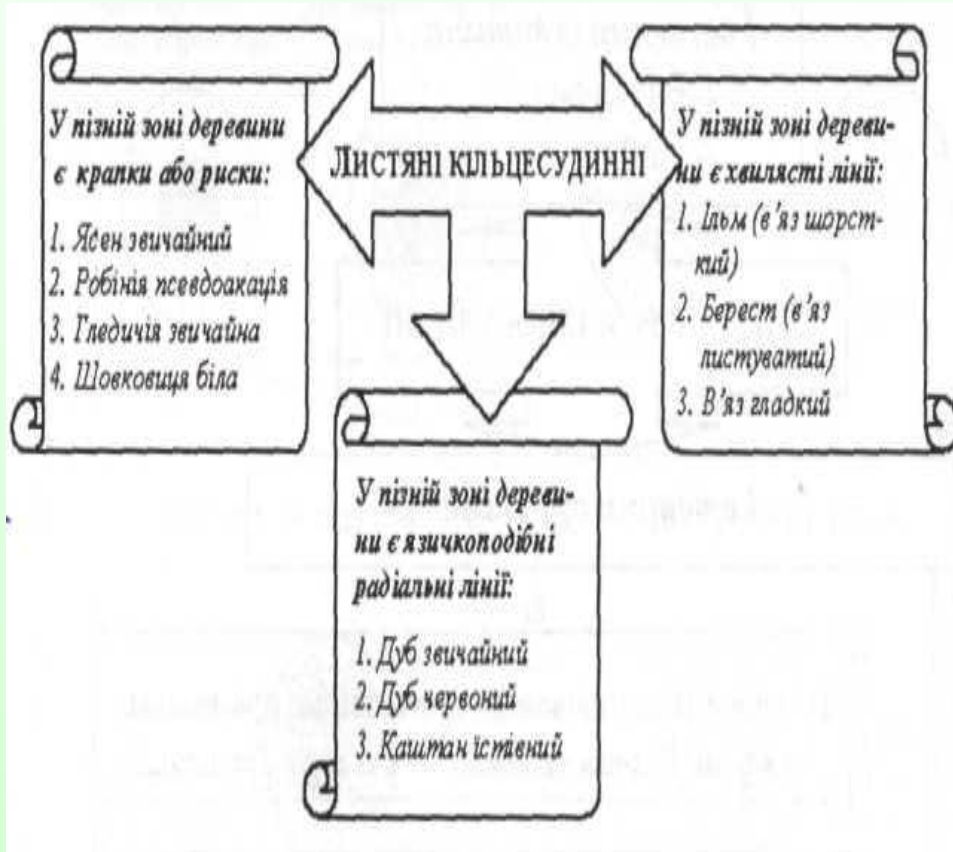 ЛИСТЯНІ КІЛЬЦЕСУДИННІ
У пізній зоні деревини
є крапки або риски:
1. Ясен звичайний
2. Робінія псевдоакація
3. Гледичія звичайна
4. Шовковиця біла
У пізній зоні дереви-
ни є язичкоподібні
радіальні лінії:
1. Дуб звичайний
2. Дуб червоний
3. Каштан їстівний
У пізній зоні дереви-
ни є хвилясті лінії:
1. Ільм (в’яз шорст-
кий)
2. Берест (в’яз
листуватий)
3. В’яз гладкий